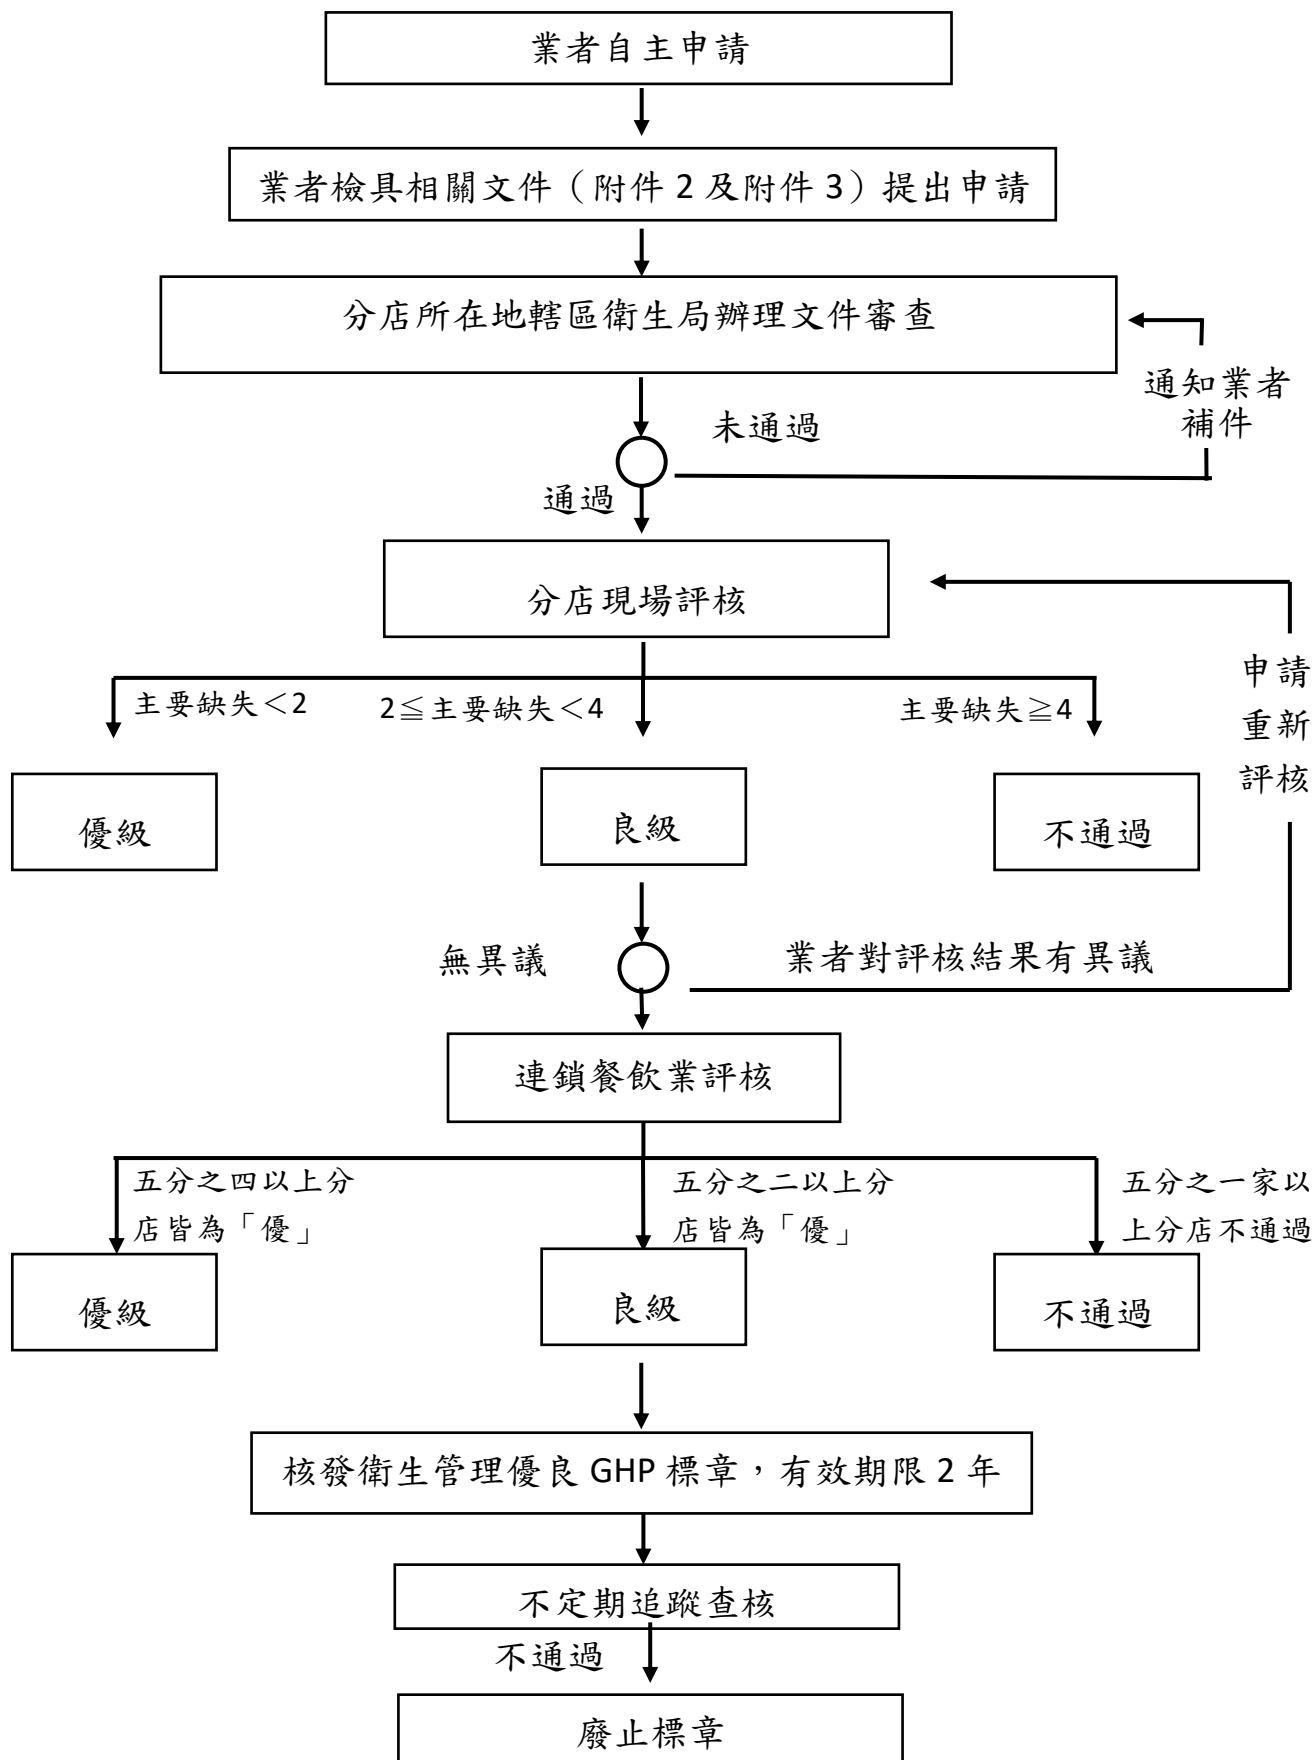 業者自主申請
業者檢具相關文件（附件 2 及附件 3）提出申請
分店所在地轄區衛生局辦理文件審查
通知業者
補件
未通過
通過
分店現場評核
申請
重新
評核
主要缺失＜2
2≦主要缺失＜4
主要缺失≧4
優級
良級
不通過
無異議
業者對評核結果有異議
連鎖餐飲業評核
五分之四以上分
店皆為「優」
五分之二以上分
店皆為「優」
五分之一家以
上分店不通過
優級
良級
不通過
核發衛生管理優良 GHP 標章，有效期限 2 年
不定期追蹤查核
不通過
廢止標章